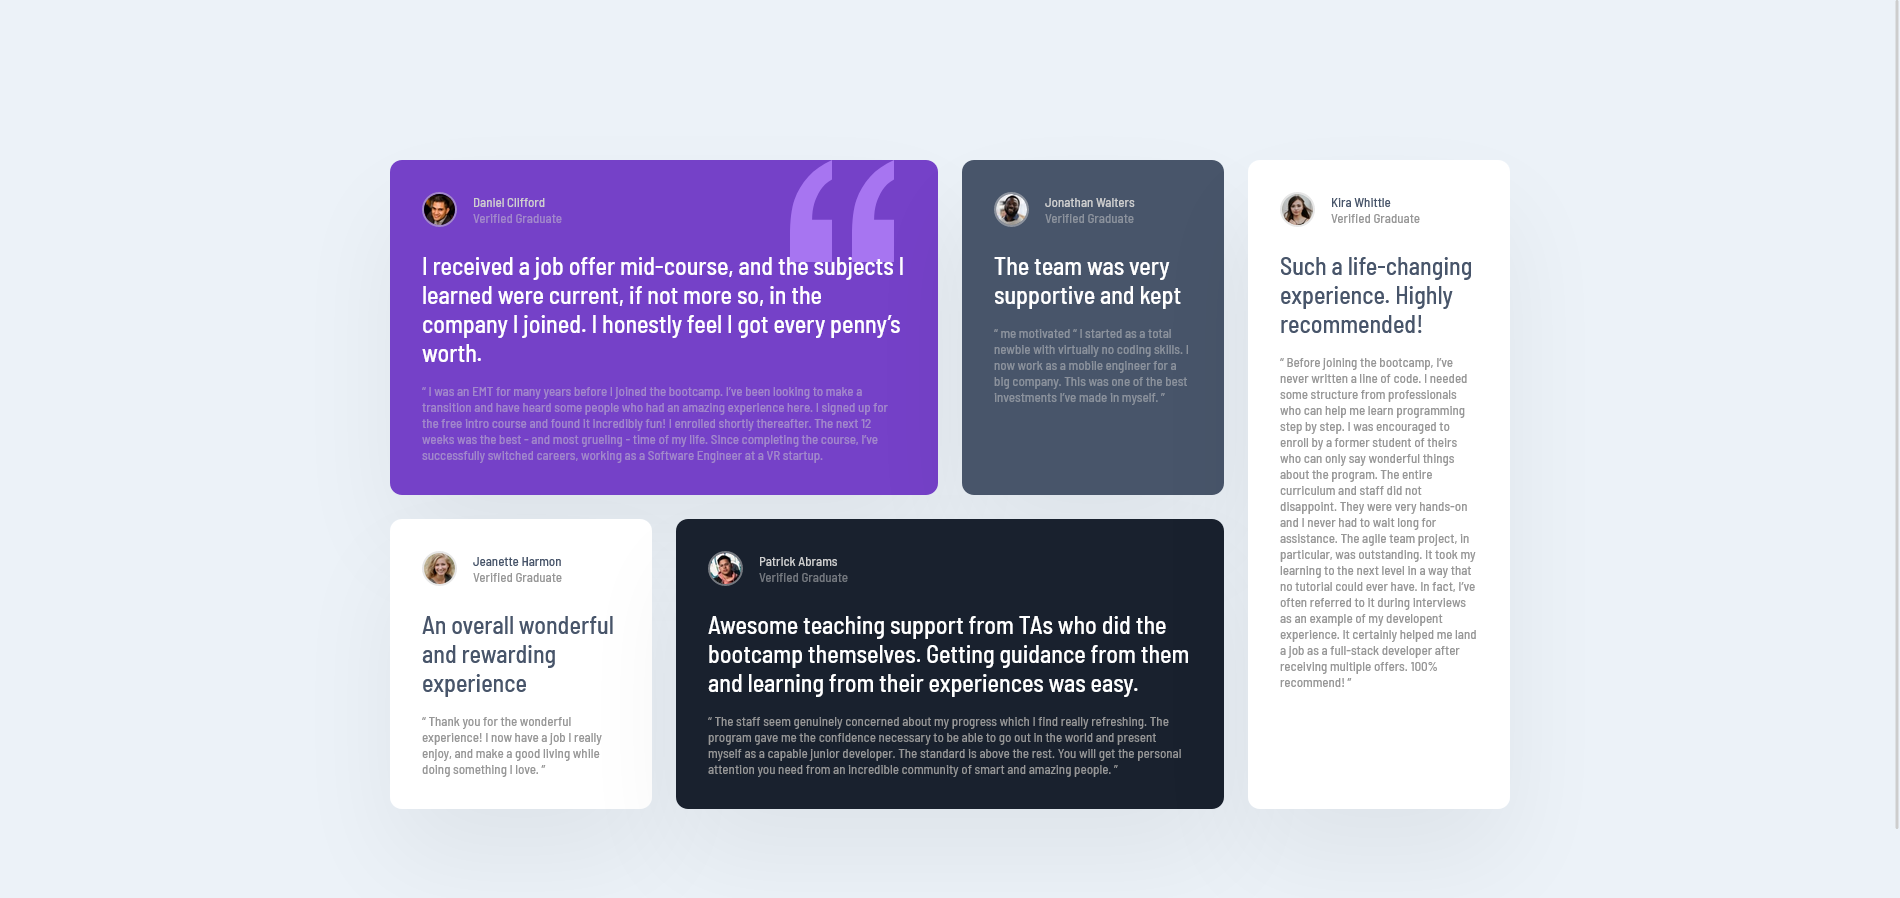 Daniel Clifford
Verified Graduate
I received a job offer mid-course, and the subjects I
learned were current, if not more so, in the
company I joined. I honestly feel I got every penny’s
worth.
“ I was an EMT for many years before I joined the bootcamp. I’ve been looking to make a
transition and have heard some people who had an amazing experience here. I signed up for
the free intro course and found it incredibly fun! I enrolled shortly thereafter. The next 12
weeks was the best - and most grueling - time of my life. Since completing the course, I’ve
successfully switched careers, working as a Software Engineer at a VR startup.
Jonathan Walters
Verified Graduate
The team was very
supportive and kept
“ me motivated “ I started as a total
newbie with virtually no coding skills. I
now work as a mobile engineer for a
big company. This was one of the best
investments I’ve made in myself. ”
Kira Whittle
Verified Graduate
Such a life-changing
experience. Highly
recommended!
“ Before joining the bootcamp, I’ve
never written a line of code. I needed
some structure from professionals
who can help me learn programming
step by step. I was encouraged to
enroll by a former student of theirs
who can only say wonderful things
about the program. The entire
curriculum and staff did not
disappoint. They were very hands-on
and I never had to wait long for
assistance. The agile team project, in
particular, was outstanding. It took my
learning to the next level in a way that
no tutorial could ever have. In fact, I’ve
often referred to it during interviews
as an example of my developent
experience. It certainly helped me land
a job as a full-stack developer after
receiving multiple offers. 100%
recommend! ”
Jeanette Harmon
Verified Graduate
An overall wonderful
and rewarding
experience
“ Thank you for the wonderful
experience! I now have a job I really
enjoy, and make a good living while
doing something I love. ”
Patrick Abrams
Verified Graduate
Awesome teaching support from TAs who did the
bootcamp themselves. Getting guidance from them
and learning from their experiences was easy.
“ The staff seem genuinely concerned about my progress which I find really refreshing. The
program gave me the confidence necessary to be able to go out in the world and present
myself as a capable junior developer. The standard is above the rest. You will get the personal
attention you need from an incredible community of smart and amazing people. ”